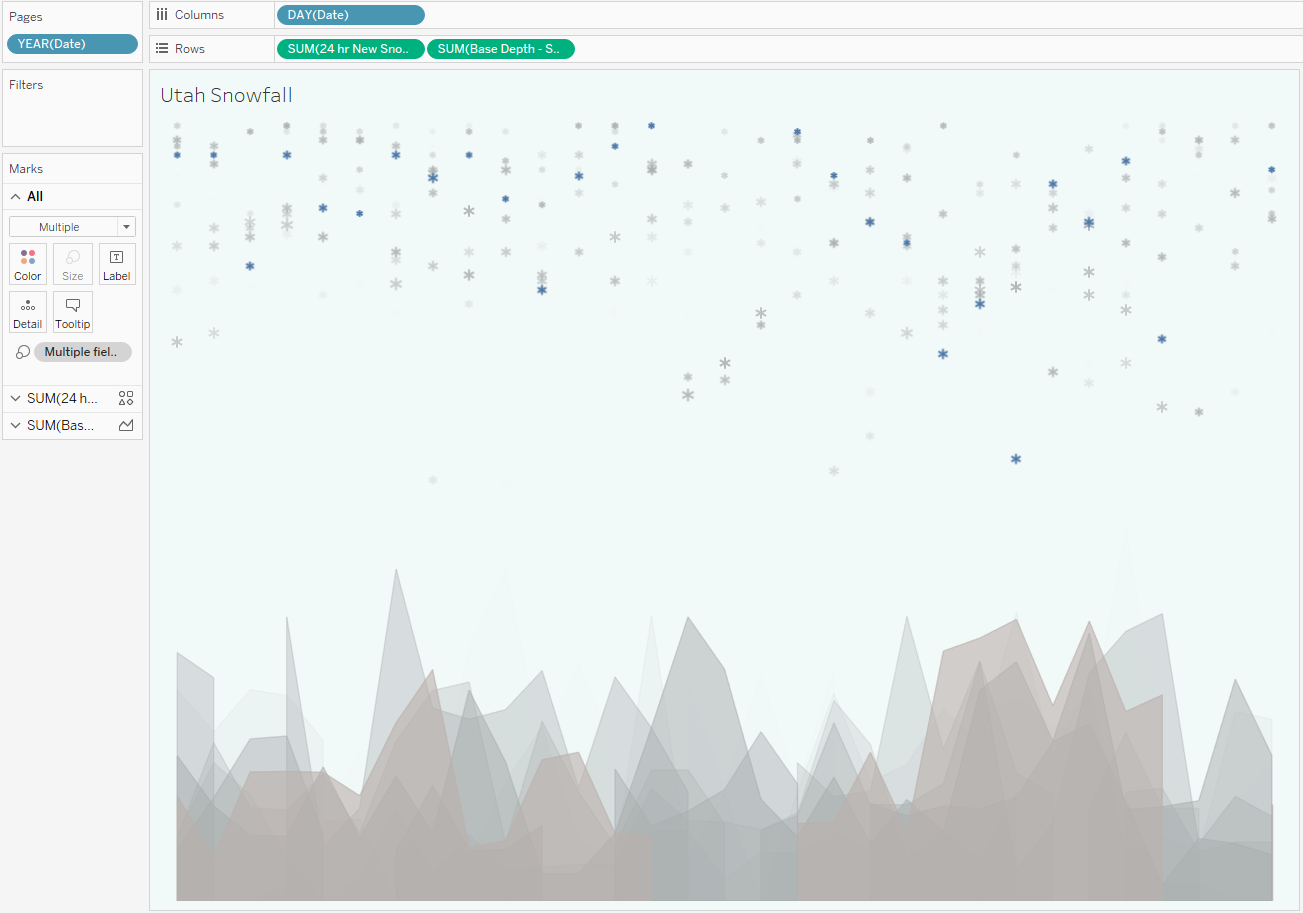 Pages
YEAR(Date)
Columns
DAY(Date)
Rows
SUM(24 hr New Sno.. SUM(Base Depth - S..
Filters
Marks
All
Multiple
Color Size Label
Detail Tooltip
Multiple fiel..
SUM(24 h...
SUM(Bas...
Utah Snowfall